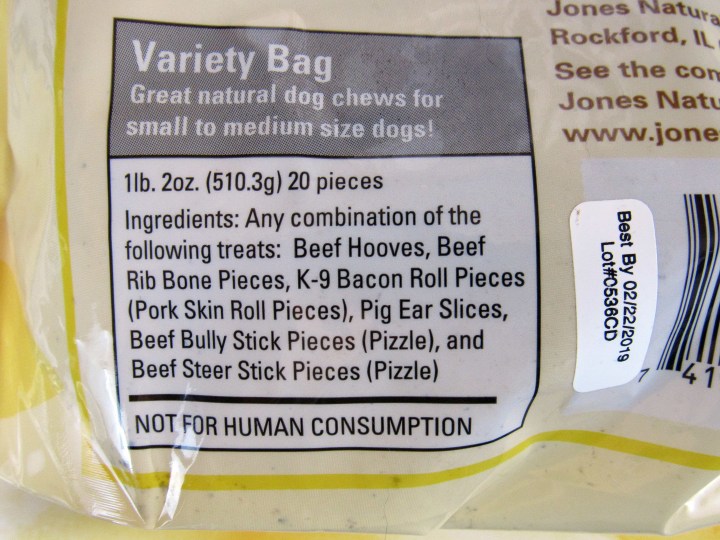 Variety Bag
Great natural dog chews for
small to medium size dogs!
1lb. 2oz. (510.3g) 20 pieces
Ingredients: Any combination of the
following treats: Beef Hooves, Beef
Rib Bone Pieces, K-9 Bacon Roll Pieces
(Pork Skin Roll Pieces), Pig Ear Slices,
Beef Bully Stick Pieces (Pizzle), and
Beef Steer Stick Pieces (Pizzle)
NOT FOR HUMAN CONSUMPTION
Jones Natura
Rockford, IL
See the com
Jones Natu
www.jone
Best By 02/22/2019
Lot#0536CD
7 41